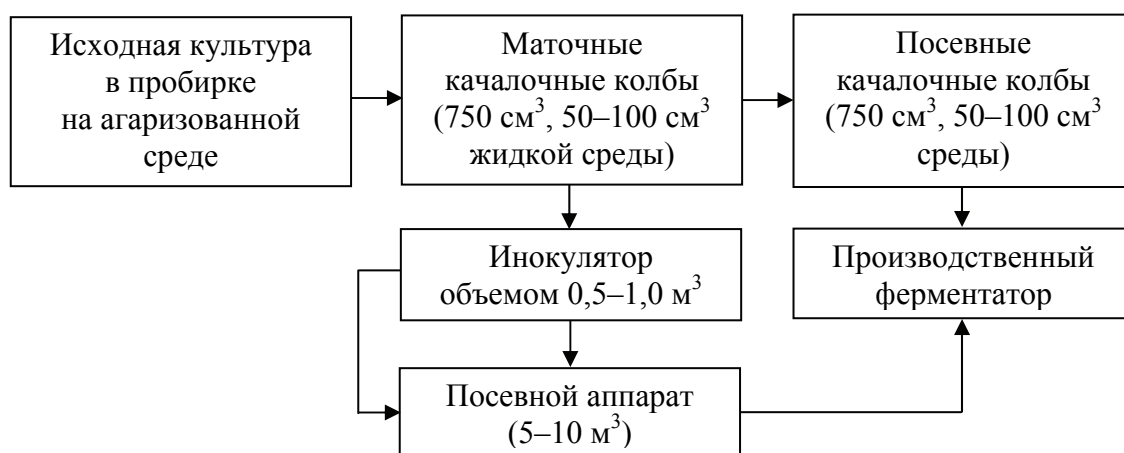 Исходная культура
в пробирке
на агаризованной
среде
Маточные
качалочные колбы
(750 см³, 50–100 см³
жидкой среды)
Посевные
качалочные колбы
(750 см³, 50–100 см³
среды)
Инокулятор
объемом 0,5–1,0 м³
Производственный
ферментатор
Посевной аппарат
(5–10 м³)